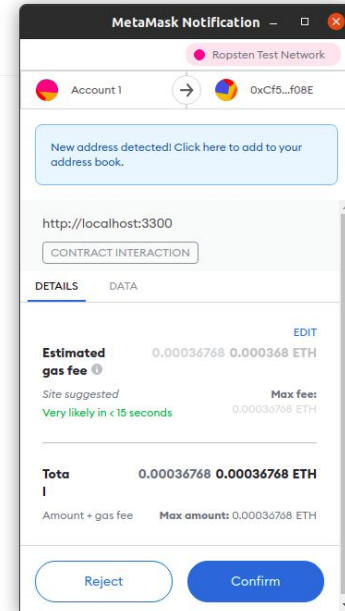 MetaMask Notification
Ropsten Test Network
Account 1
0xCf5...f08E
New address detected! Click here to add to your
address book.
http://localhost:3300
CONTRACT INTERACTION
DETAILS DATA
EDIT
Estimated 0.00036768 0.000368 ETH
gas fee
Site suggested Max fee:
Very likely in < 15 seconds 0.00036768 ETH
Tota 0.00036768 0.00036768 ETH
l
Amount + gas fee Max amount: 0.00036768 ETH
Reject Confirm